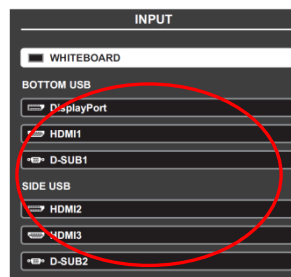 INPUT
WHITEBOARD
BOTTOM USB
DisplayPort
HDMI1
D-SUB1
SIDE USB
HDMI2
HDMI3
D-SUB2